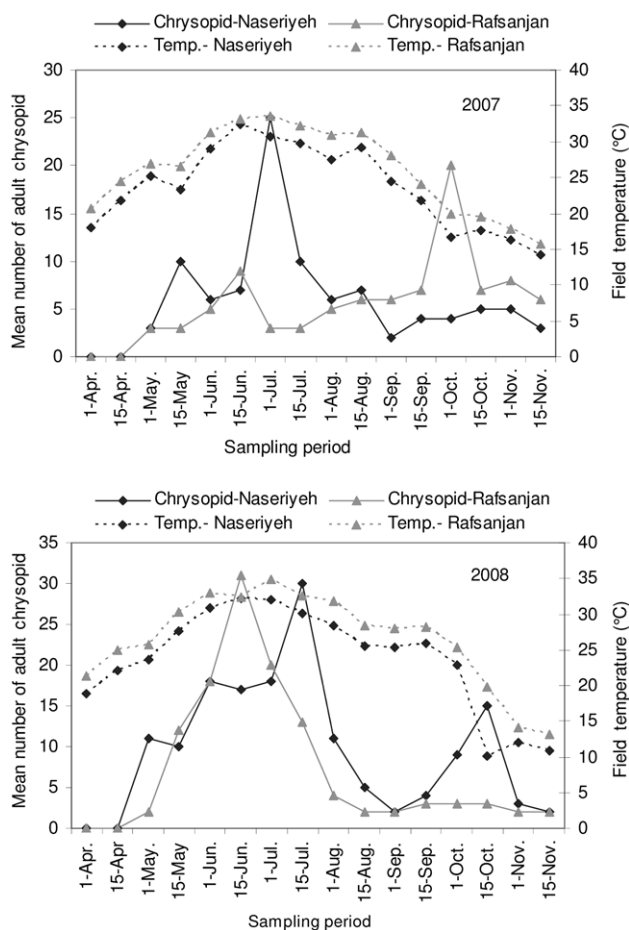 Chrysopid-Naseriyeh Chrysopid-Rafsanjan
Temp.- Naseriyeh Temp.- Rafsanjan
30 40
25 35
20 30
15 25
10 20
5 15
0 10
5
0
2007
Mean number of adult chrysopid
Field temperature (°C)
1-Apr. 15-Apr. 1-May. 15-May 1-Jun. 15-Jun. 1-Jul. 15-Jul. 1-Aug. 15-Aug. 1-Sep. 15-Sep. 1-Oct. 15-Oct. 1-Nov. 15-Nov.
Sampling period
Chrysopid-Naseriyeh Chrysopid-Rafsanjan
Temp.- Naseriyeh Temp.- Rafsanjan
35 40
30 35
25 30
20 25
15 20
10 15
5 10
0 5
0
2008
Mean number of adult chrysopid
Field temperature (°C)
1-Apr. 15-Apr 1-May. 15-May 1-Jun. 15-Jun. 1-Jul. 15-Jul. 1-Aug. 15-Aug. 1-Sep. 15-Sep. 1-Oct. 15-Oct. 1-Nov. 15-Nov.
Sampling period